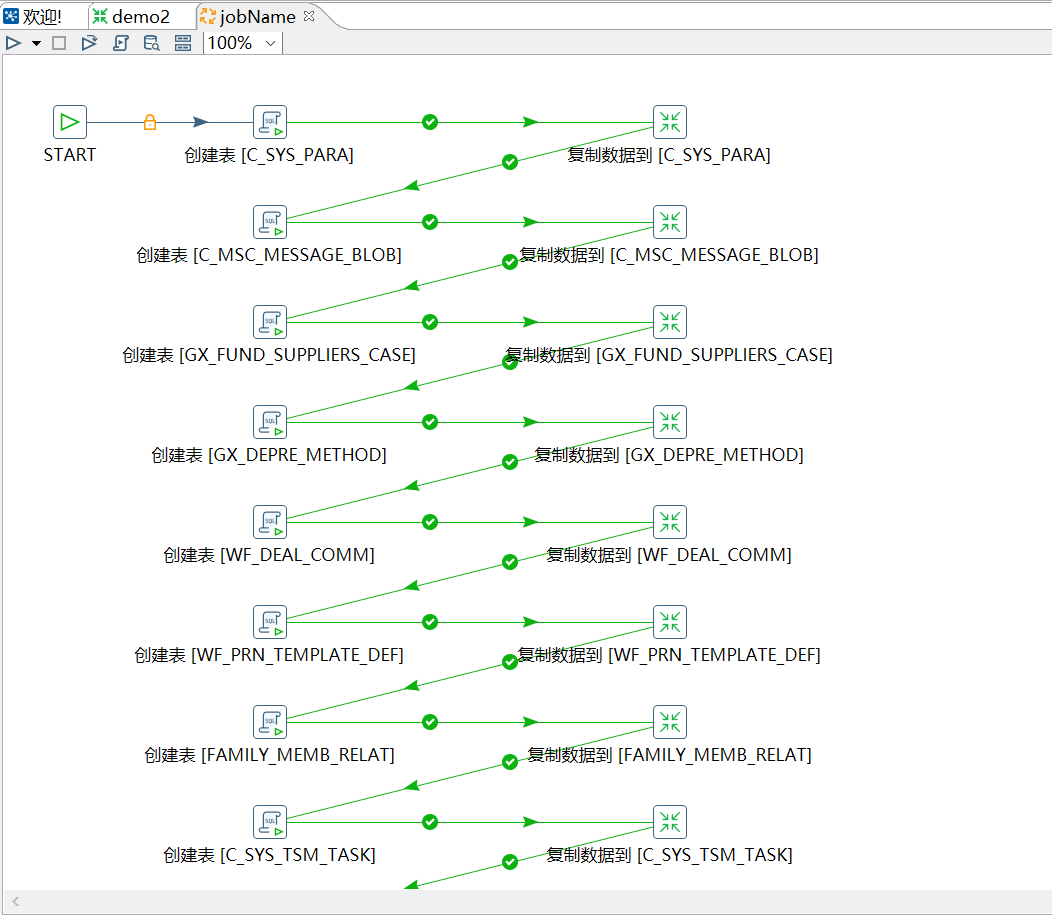 欢迎!
demo2
jobName
100%
START
创建表 [C_SYS_PARA]
复制数据到 [C_SYS_PARA]
创建表 [C_MSC_MESSAGE_BLOB]
复制数据到 [C_MSC_MESSAGE_BLOB]
创建表 [GX_FUND_SUPPLIERS_CASE]
复制数据到 [GX_FUND_SUPPLIERS_CASE]
创建表 [GX_DEPRE_METHOD]
复制数据到 [GX_DEPRE_METHOD]
创建表 [WF_DEAL_COMM]
复制数据到 [WF_DEAL_COMM]
创建表 [WF_PRN_TEMPLATE_DEF]
复制数据到 [WF_PRN_TEMPLATE_DEF]
创建表 [FAMILY_MEMB_RELAT]
复制数据到 [FAMILY_MEMB_RELAT]
创建表 [C_SYS_TSM_TASK]
复制数据到 [C_SYS_TSM_TASK]